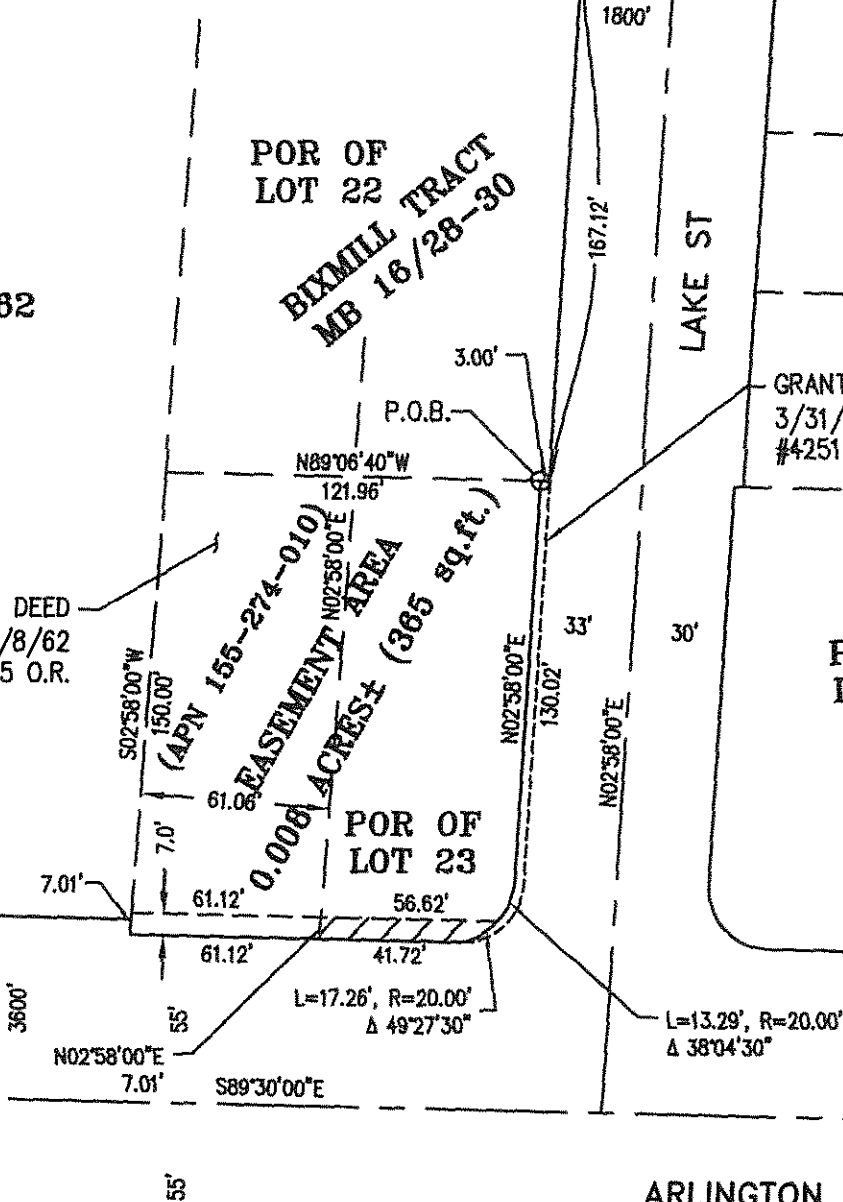 1800'
POR OF
LOT 22
BIXMILL TRACT
MB 16/28-30
167.12'
LAKE ST
62
3.00'
P.O.B.
GRANT
3/31/
#4251
N89°06'40"W
121.96'
(APN 155-274-010)
N02°58'00"E
EASEMENT AREA
0.008 ACRES± (365 sq.ft.)
DEED
/8/62
5 O.R.
S02°58'00"W
150.00'
N02°58'00"E
130.02'
33'
30'
N02°58'00"E
61.06'
7.0'
POR OF
LOT 23
7.01'
61.12'
56.62'
61.12'
41.72'
L=17.26', R=20.00'
Δ 49°27'30"
L=13.29', R=20.00'
Δ 38°04'30"
3600'
55'
N02°58'00"E
7.01'
S89°30'00"E
55'
ARLINGTON